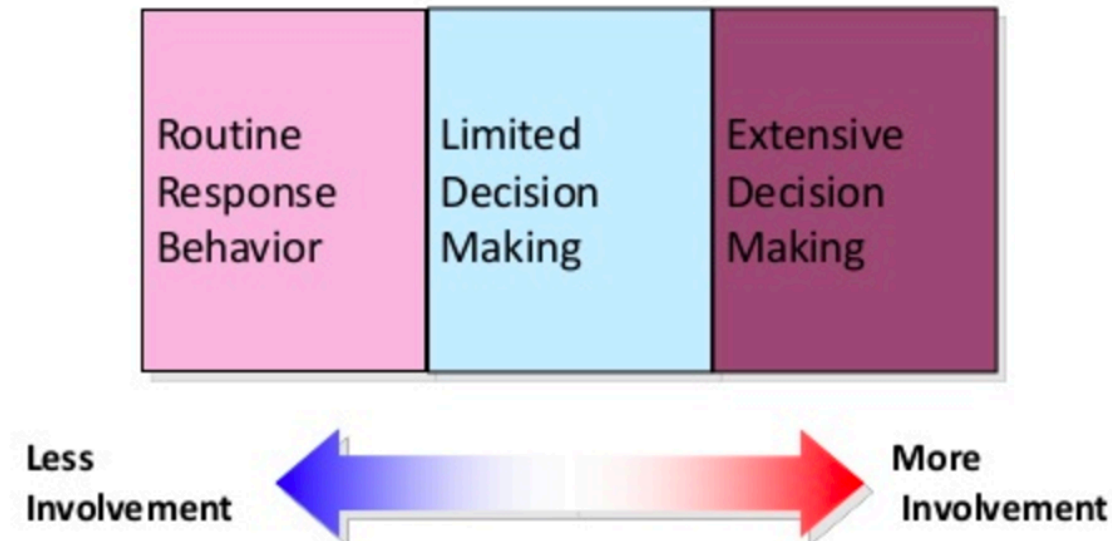 Routine
Response
Behavior
Limited
Decision
Making
Extensive
Decision
Making
Less
Involvement
More
Involvement